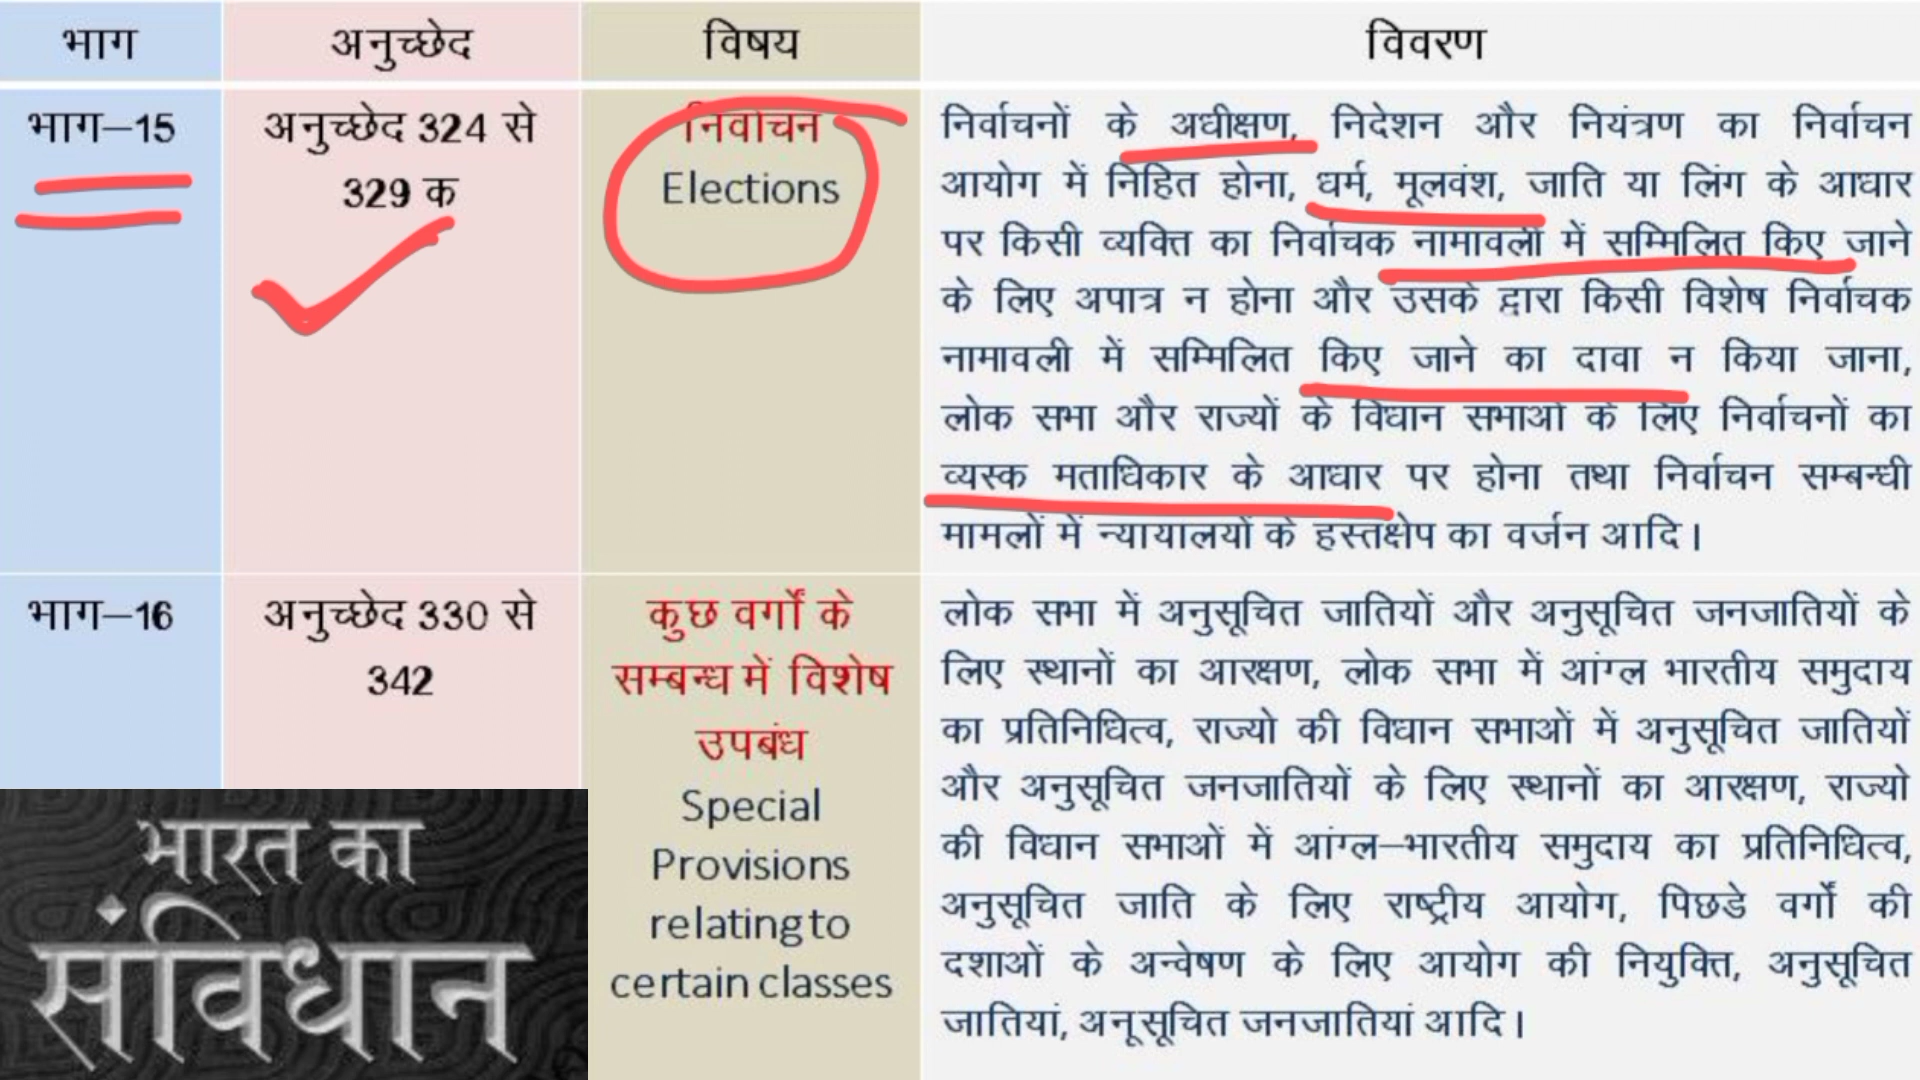 भाग
अनुच्छेद
विषय
विवरण
भाग–15
अनुच्छेद 324 से
329 क
निर्वाचन
Elections
निर्वाचनों के अधीक्षण, निदेशन और नियंत्रण का निर्वाचन
आयोग में निहित होना, धर्म, मूलवंश, जाति या लिंग के आधार
पर किसी व्यक्ति का निर्वाचक नामावली में सम्मिलित किए जाने
के लिए अपात्र न होना और उसके द्वारा किसी विशेष निर्वाचक
नामावली में सम्मिलित किए जाने का दावा न किया जाना,
लोक सभा और राज्यों के विधान सभाओं के लिए निर्वाचनों का
व्यस्क मताधिकार के आधार पर होना तथा निर्वाचन सम्बन्धी
मामलों में न्यायालयों के हस्तक्षेप का वर्जन आदि।
भाग–16
अनुच्छेद 330 से
342
कुछ वर्गों के
सम्बन्ध में विशेष
उपबंध
Special
Provisions
relating to
certain classes
लोक सभा में अनुसूचित जातियों और अनुसूचित जनजातियों के
लिए स्थानों का आरक्षण, लोक सभा में आंग्ल भारतीय समुदाय
का प्रतिनिधित्व, राज्यो की विधान सभाओं में अनुसूचित जातियों
और अनुसूचित जनजातियों के लिए स्थानों का आरक्षण, राज्यो
की विधान सभाओं में आंग्ल–भारतीय समुदाय का प्रतिनिधित्व,
अनुसूचित जाति के लिए राष्ट्रीय आयोग, पिछडे वर्गों की
दशाओं के अन्वेषण के लिए आयोग की नियुक्ति, अनुसूचित
जातियां, अनूसूचित जनजातियां आदि।
भारत का
संविधान